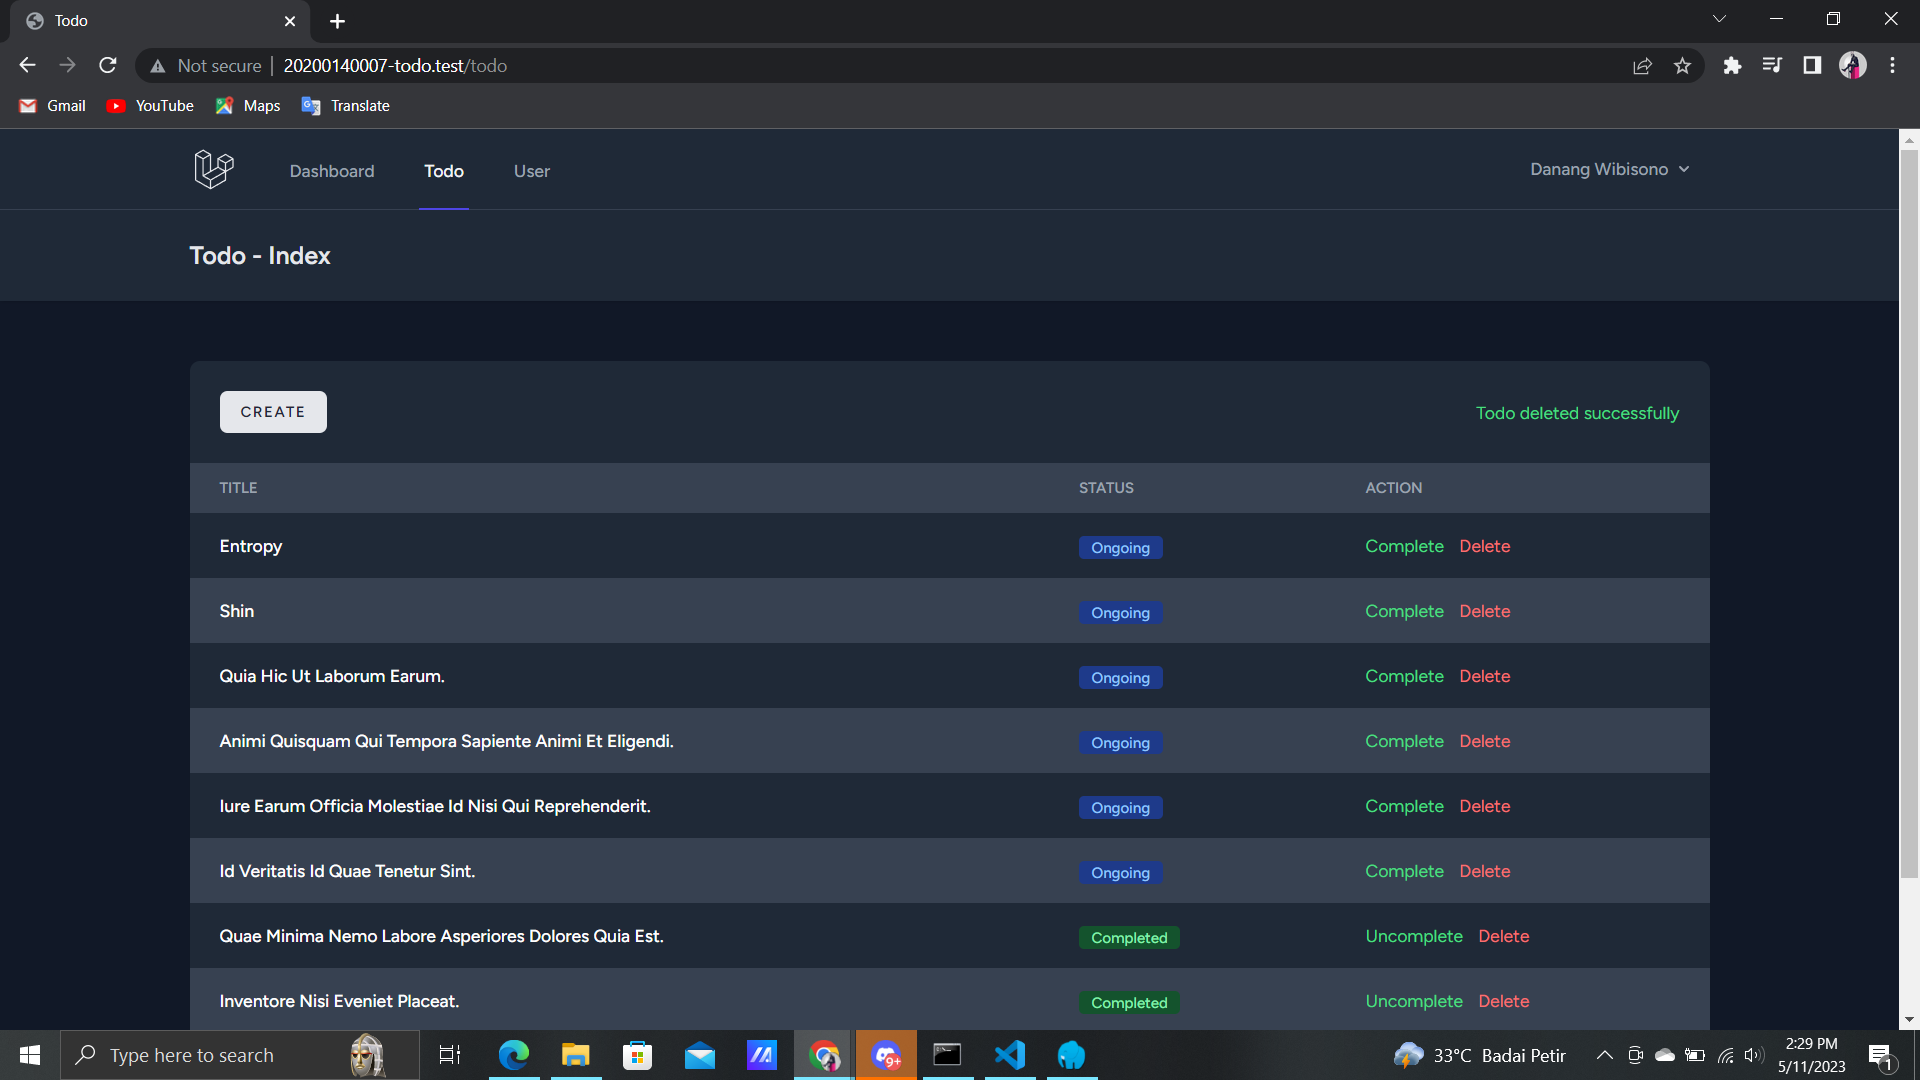 Todo
Not secure | 20200140007-todo.test/todo
Gmail YouTube Maps Translate
Dashboard Todo User Danang Wibisono
Todo - Index
CREATE Todo deleted successfully
TITLE STATUS ACTION
Entropy Ongoing Complete Delete
Shin Ongoing Complete Delete
Quia Hic Ut Laborum Earum. Ongoing Complete Delete
Animi Quisquam Qui Tempora Sapiente Animi Et Eligendi. Ongoing Complete Delete
Iure Earum Officia Molestiae Id Nisi Qui Reprehenderit. Ongoing Complete Delete
Id Veritatis Id Quae Tenetur Sint. Ongoing Complete Delete
Quae Minima Nemo Labore Asperiores Dolores Quia Est. Completed Uncomplete Delete
Inventore Nisi Eveniet Placeat. Completed Uncomplete Delete
Type here to search 9+ 33°C Badai Petir 2:29 PM
5/11/2023 1